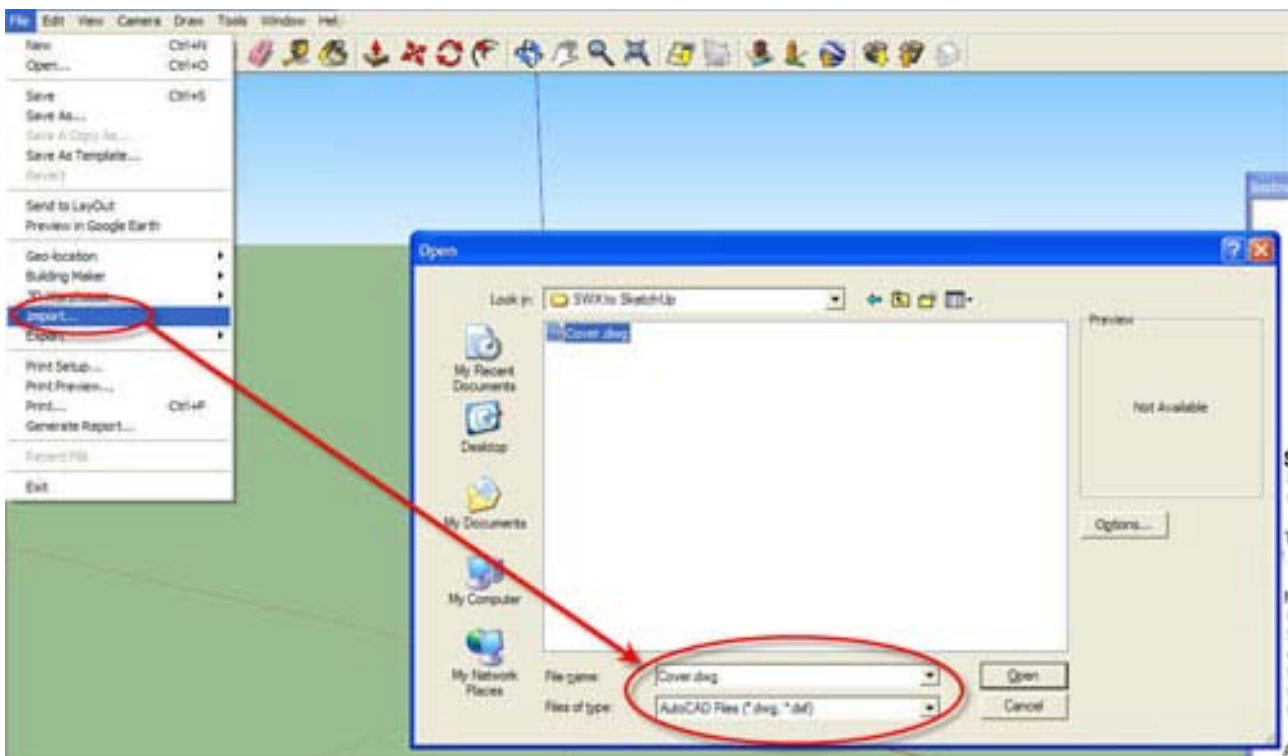 File Edit View Camera Draw Tools Window Help
New Ctrl+N
Open... Ctrl+O
Save Ctrl+S
Save As...
Save A Copy As...
Save As Template...
Revert
Send to LayOut
Preview in Google Earth
Geo-location
Building Maker
3D Warehouse
Import...
Export
Print Setup...
Print Preview...
Print... Ctrl+P
Generate Report...
Recent File
Exit
Open
Look in: SWX to SketchUp
Cover.dwg
My Recent
Documents
Desktop
My Documents
My Computer
My Network
Places
Preview
Not Available
Options...
File name: Cover.dwg Open
Files of type: AutoCAD Files (*.dwg, *.dxf) Cancel